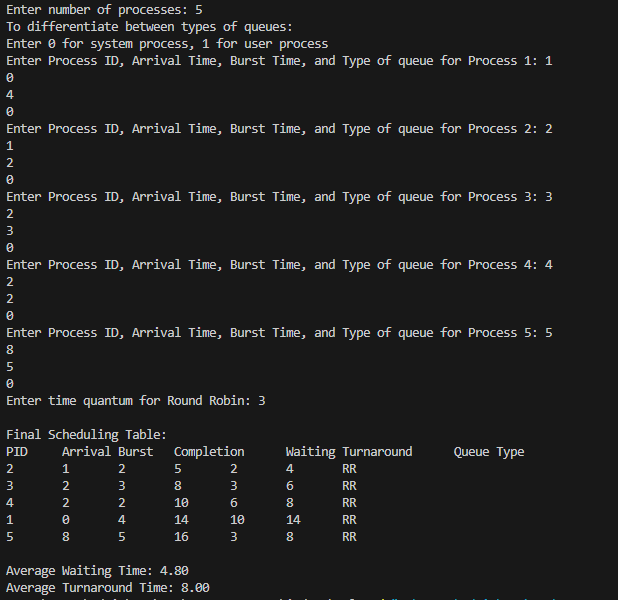 Enter number of processes: 5
To differentiate between types of queues:
Enter 0 for system process, 1 for user process
Enter Process ID, Arrival Time, Burst Time, and Type of queue for Process 1: 1
0
4
0
Enter Process ID, Arrival Time, Burst Time, and Type of queue for Process 2: 2
1
2
0
Enter Process ID, Arrival Time, Burst Time, and Type of queue for Process 3: 3
2
3
0
Enter Process ID, Arrival Time, Burst Time, and Type of queue for Process 4: 4
2
2
0
Enter Process ID, Arrival Time, Burst Time, and Type of queue for Process 5: 5
8
5
0
Enter time quantum for Round Robin: 3
Final Scheduling Table:
PID Arrival Burst Completion Waiting Turnaround Queue Type
2 1 2 5 2 4 RR
3 2 3 8 3 6 RR
4 2 2 10 6 8 RR
1 0 4 14 10 14 RR
5 8 5 16 3 8 RR
Average Waiting Time: 4.80
Average Turnaround Time: 8.00